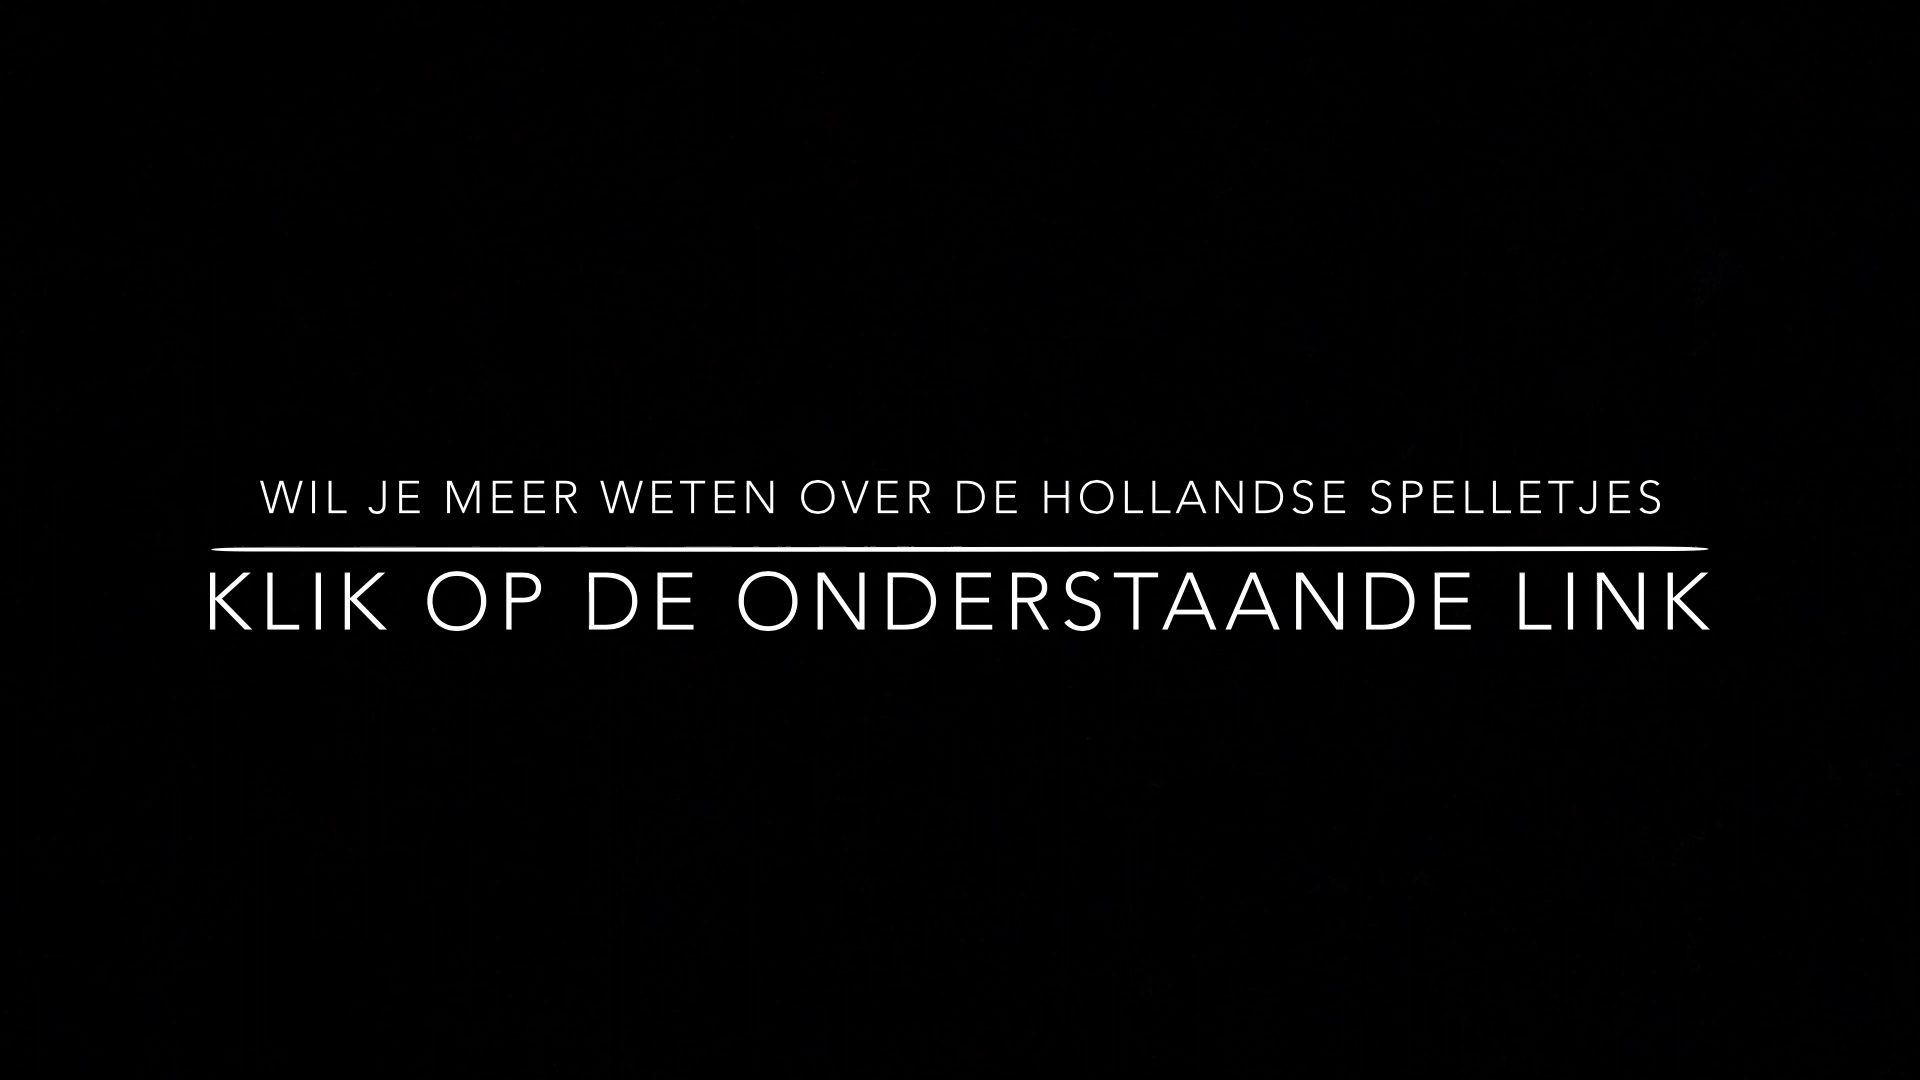 WIL JE MEER WETEN OVER DE HOLLANDSE SPELLETJES
KLIK OP DE ONDERSTAANDE LINK